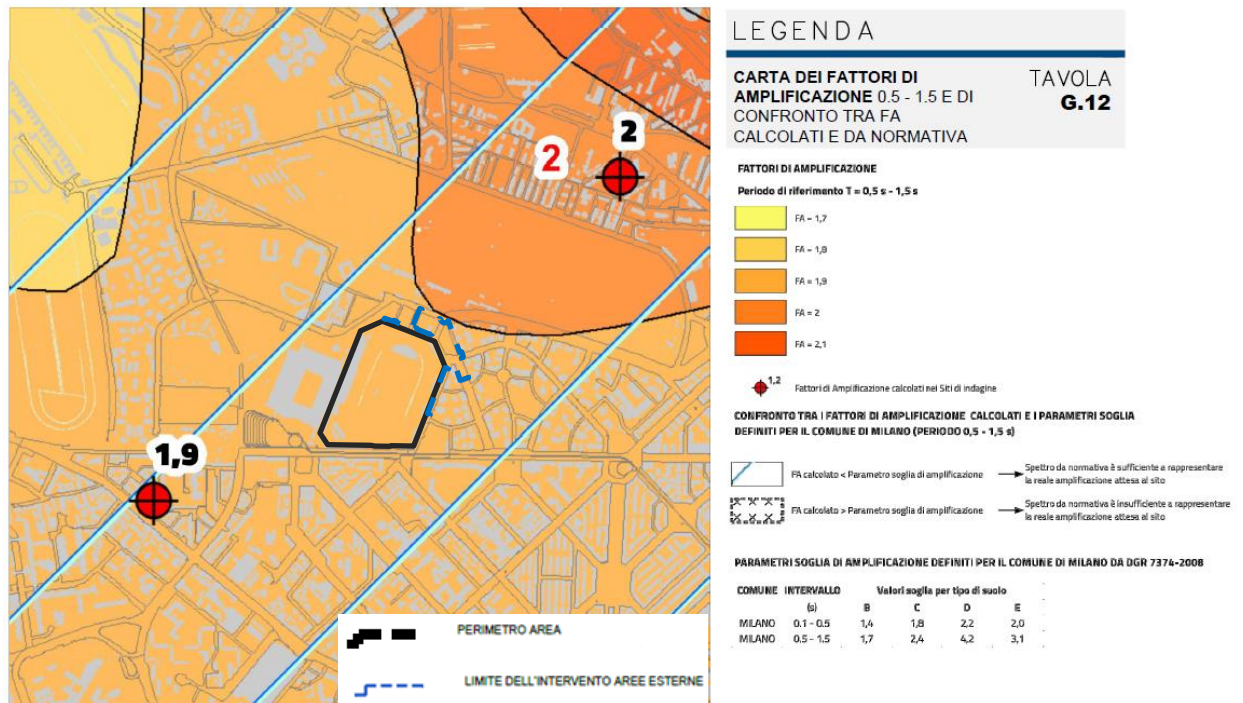 2
2
1,9
PERIMETRO AREA
LIMITE DELL'INTERVENTO AREE ESTERNE
LEGENDA
CARTA DEI FATTORI DI
AMPLIFICAZIONE 0.5 - 1.5 E DI
CONFRONTO TRA FA
CALCOLATI E DA NORMATIVA
TAVOLA
G.12
FATTORI DI AMPLIFICAZIONE
Periodo di riferimento T = 0,5 s - 1,5 s
FA = 1,7
FA = 1,8
FA = 1,9
FA = 2
FA = 2,1
1,2 Fattori di Amplificazione calcolati nei Siti di indagine
CONFRONTO TRA I FATTORI DI AMPLIFICAZIONE CALCOLATI E I PARAMETRI SOGLIA
DEFINITI PER IL COMUNE DI MILANO (PERIODO 0,5 - 1,5 s)
FA calcolato < Parametro soglia di amplificazione
Spettro da normativa è sufficiente a rappresentare
la reale amplificazione attesa al sito
FA calcolato > Parametro soglia di amplificazione
Spettro da normativa è insufficiente a rappresentare
la reale amplificazione attesa al sito
PARAMETRI SOGLIA DI AMPLIFICAZIONE DEFINITI PER IL COMUNE DI MILANO DA DGR 7374-2008
COMUNE INTERVALLO Valori soglia per tipo di suolo
(s) B C D E
MILANO 0.1 - 0.5 1,4 1,8 2,2 2,0
MILANO 0.5 - 1.5 1,7 2,4 4,2 3,1